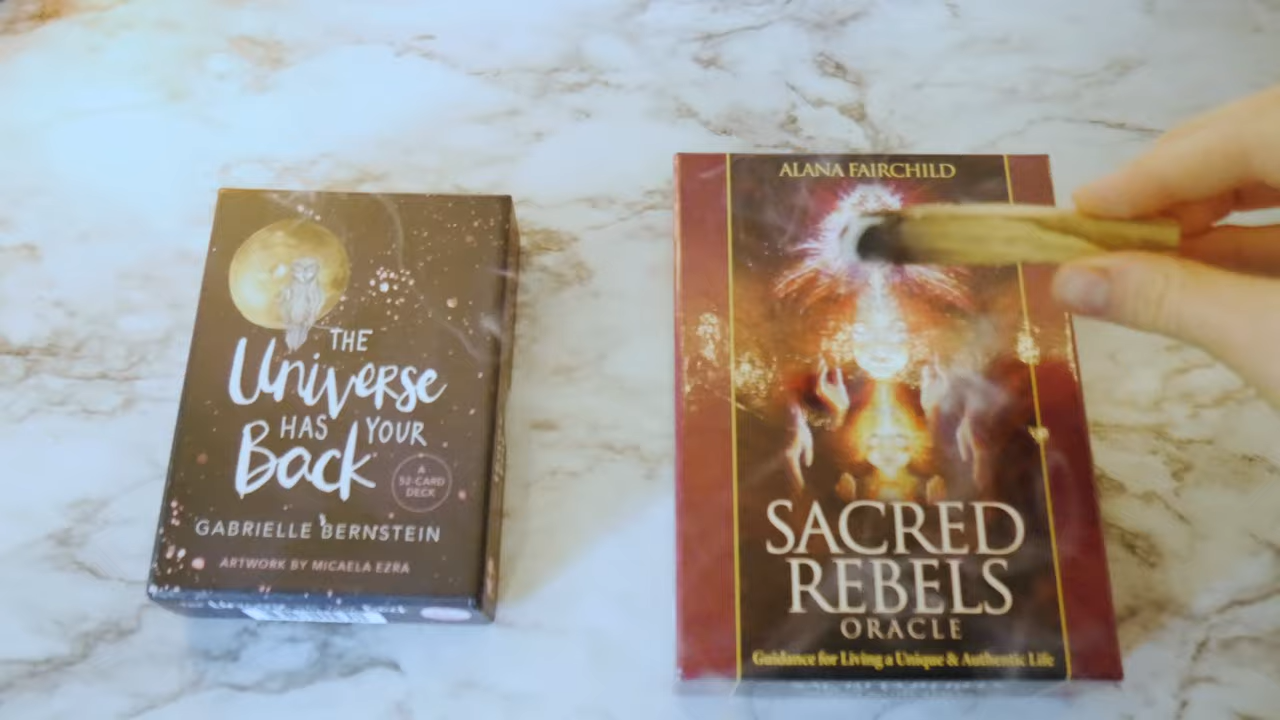 THE
Universe
HAS YOUR
Back
A
52-CARD
DECK
GABRIELLE BERNSTEIN
ARTWORK BY MICAELA EZRA
ALANA FAIRCHILD
SACRED
REBELS
ORACLE
Guidance for Living a Unique & Authentic Life